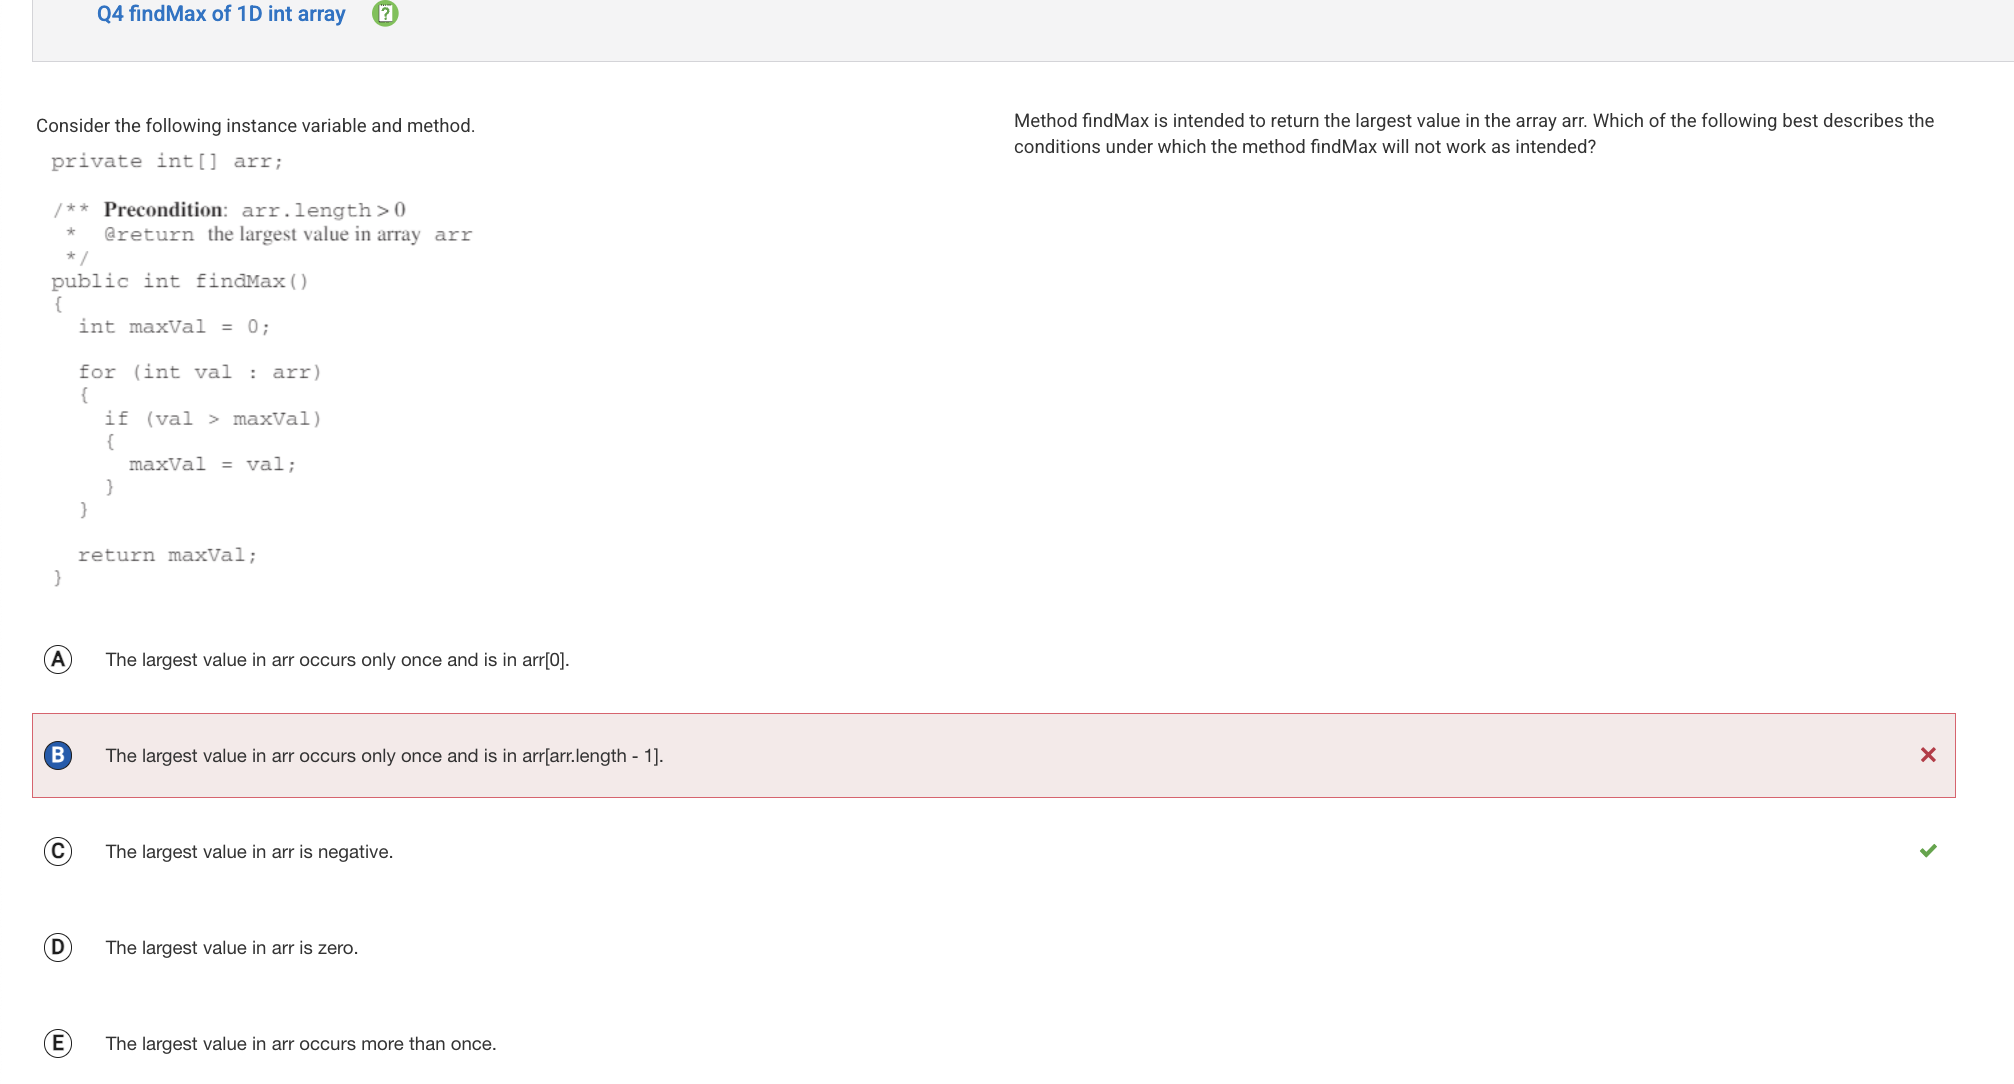 Q4 findMax of 1D int array
Consider the following instance variable and method.
private int[] arr;
/** Precondition: arr.length > 0
* @return the largest value in array arr
*/
public int findMax()
{
int maxVal = 0;
for (int val : arr)
{
if (val > maxVal)
{
maxVal = val;
}
}
return maxVal;
}
Method findMax is intended to return the largest value in the array arr. Which of the following best describes the
conditions under which the method findMax will not work as intended?
A The largest value in arr occurs only once and is in arr[0].
B The largest value in arr occurs only once and is in arr[arr.length - 1].
C The largest value in arr is negative.
D The largest value in arr is zero.
E The largest value in arr occurs more than once.